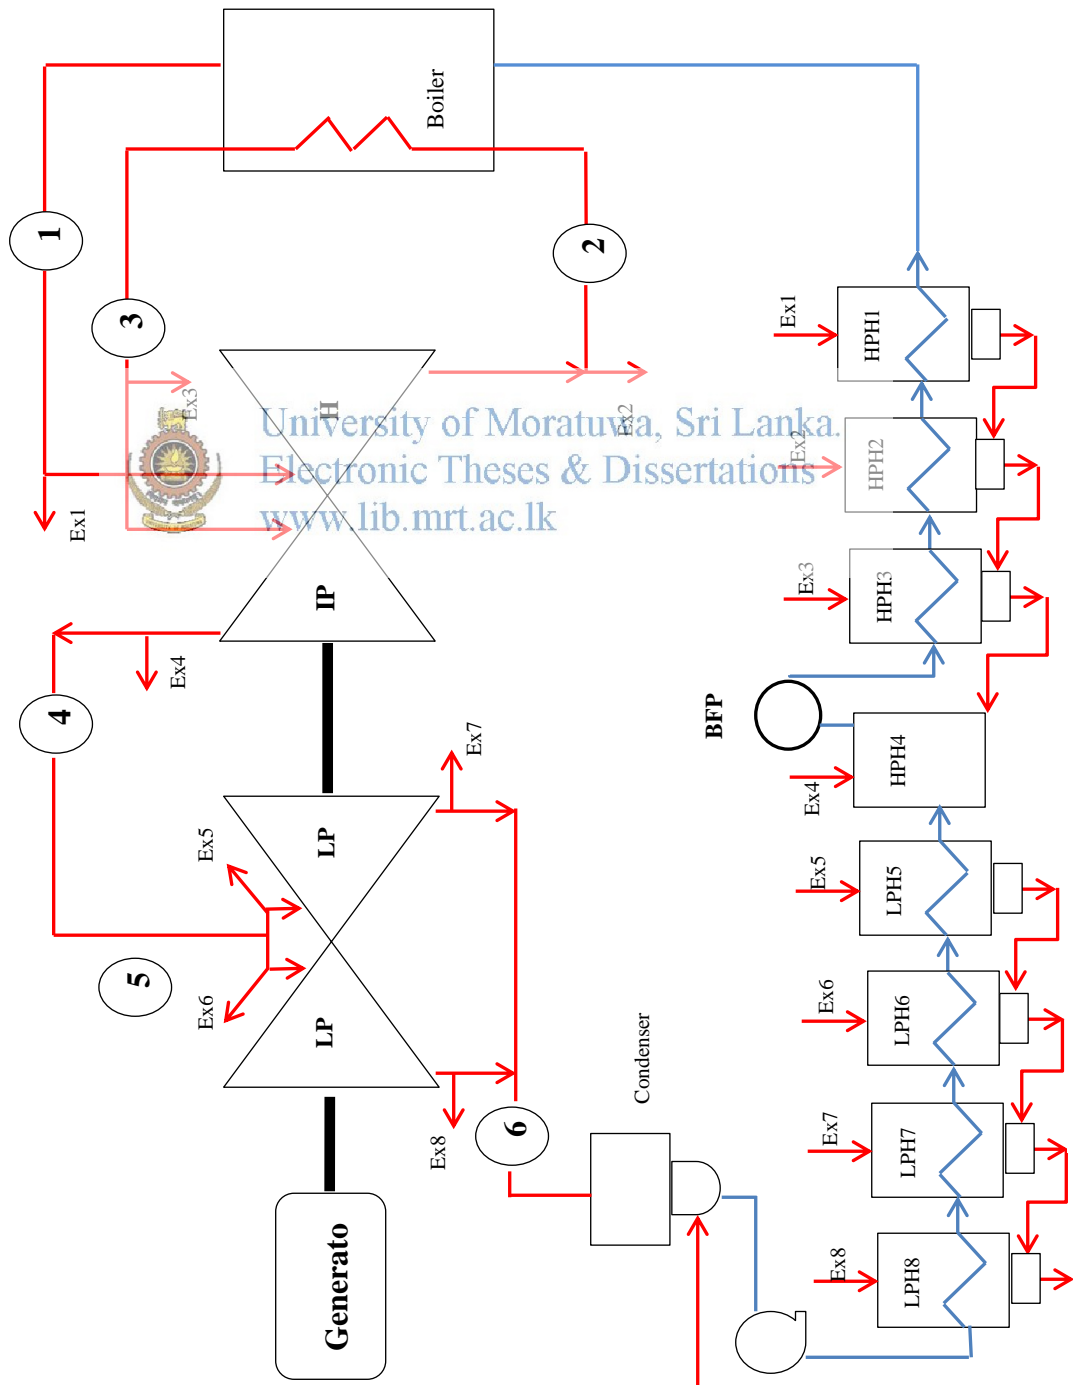 Boiler
1
3
2
Ex1
Ex3
H
Ex2
University of Moratuwa, Sri Lanka.
Electronic Theses & Dissertations
www.lib.mrt.ac.lk
IP
Ex4
4
Ex7
Ex5
LP
5
Ex6
LP
Ex8
6
Condenser
Generato
Ex1
HPH1
Ex2
HPH2
Ex3
HPH3
BFP
Ex4
HPH4
Ex5
LPH5
Ex6
LPH6
Ex7
LPH7
Ex8
LPH8